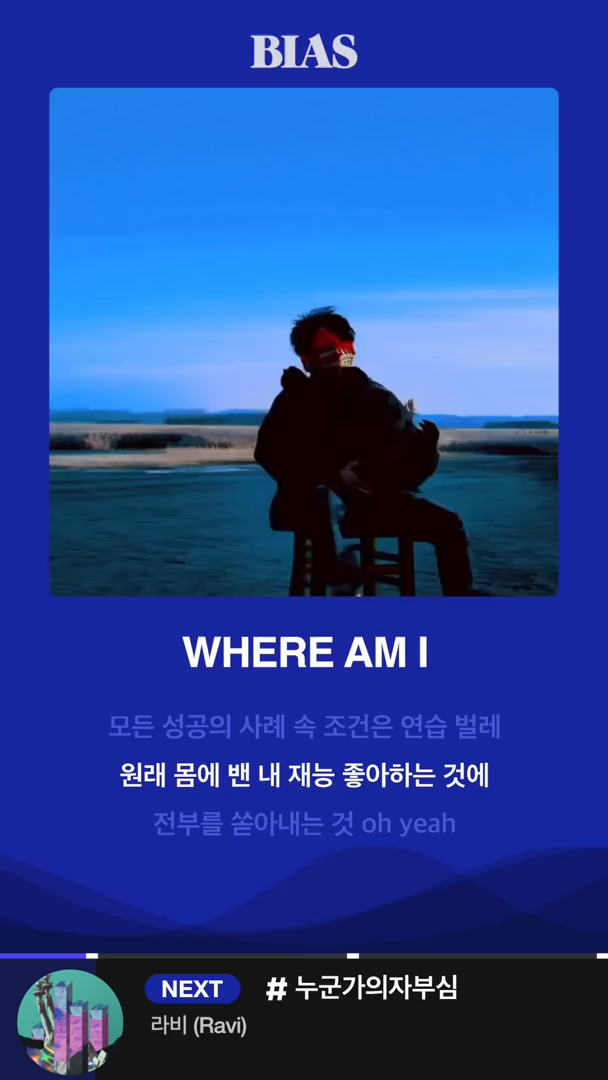 BIAS
WHERE AM I
모든 성공의 사례 속 조건은 연습 벌레
원래 몸에 밴 내 재능 좋아하는 것에
전부를 쏟아내는 것 oh yeah
NEXT # 누군가의자부심
라비 (Ravi)